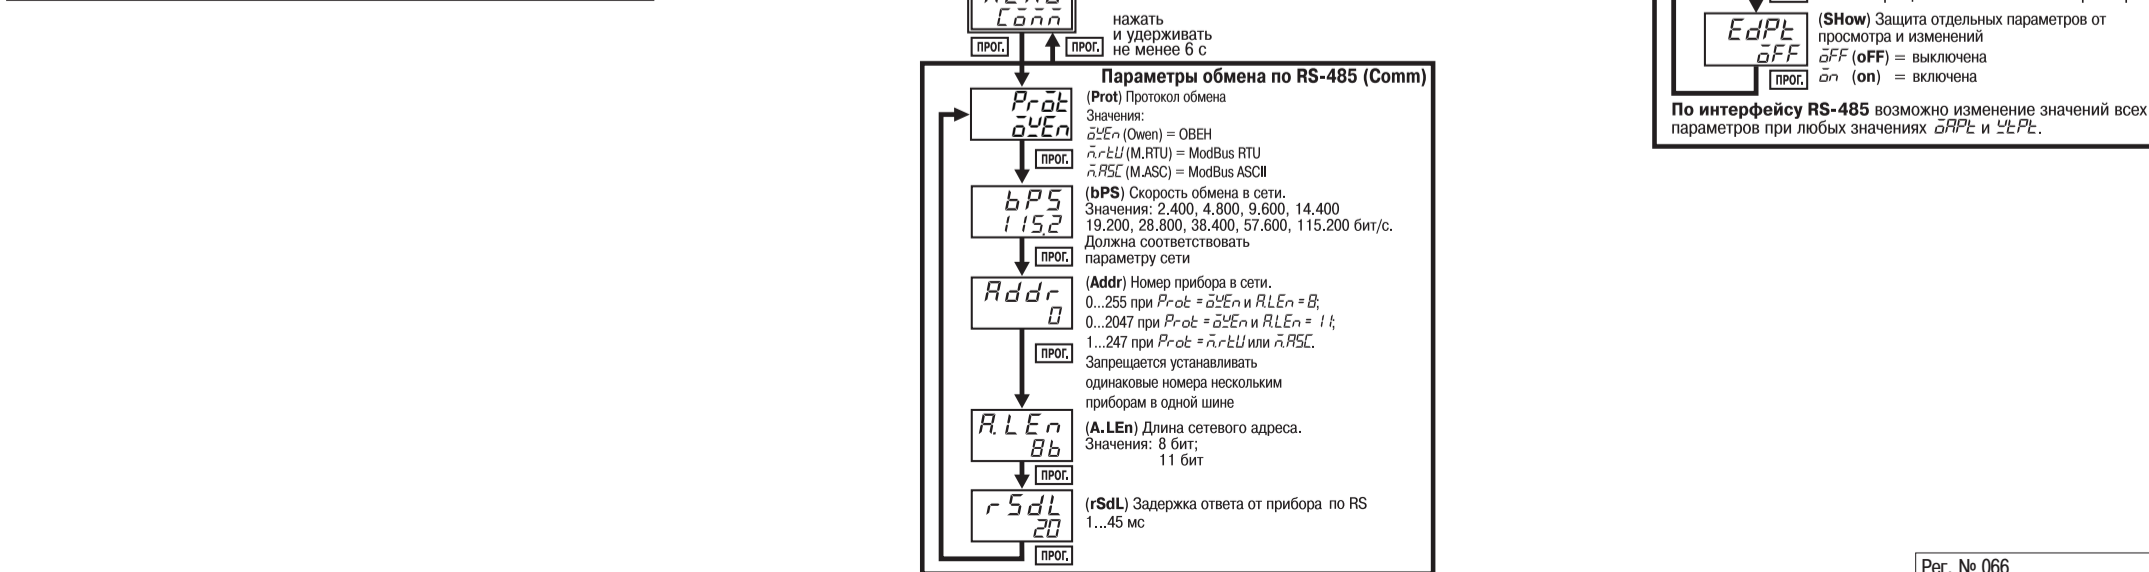 Conn
нажать
и удерживать
не менее 6 с
ПРОГ.
ПРОГ.
Параметры обмена по RS-485 (Comm)
Prot
oWEn
(Prot) Протокол обмена
Значения:
oWEn (Owen) = ОВЕН
ПРОГ.
n.rtU (M.RTU) = ModBus RTU
n.ASC (M.ASC) = ModBus ASCII
bPS
115.2
(bPS) Скорость обмена в сети.
Значения: 2.400, 4.800, 9.600, 14.400
19.200, 28.800, 38.400, 57.600, 115.200 бит/с.
Должна соответствовать
ПРОГ.
параметру сети
Addr
0
(Addr) Номер прибора в сети.
0...255 при Prot = oWEn и A.LEn = 8;
0...2047 при Prot = oWEn и A.LEn = 11;
1...247 при Prot = n.rtU или n.ASC.
ПРОГ.
Запрещается устанавливать
одинаковые номера нескольким
приборам в одной шине
A.LEn
8b
(A.LEn) Длина сетевого адреса.
Значения: 8 бит;
11 бит
ПРОГ.
rSdL
20
(rSdL) Задержка ответа от прибора по RS
1...45 мс
ПРОГ.
EdPt
oFF
(SHow) Защита отдельных параметров от
просмотра и изменений
oFF (oFF) = выключена
ПРОГ.
on (on) = включена
По интерфейсу RS-485 возможно изменение значений всех
параметров при любых значениях oAPt и WtPt.
Рег. № 066